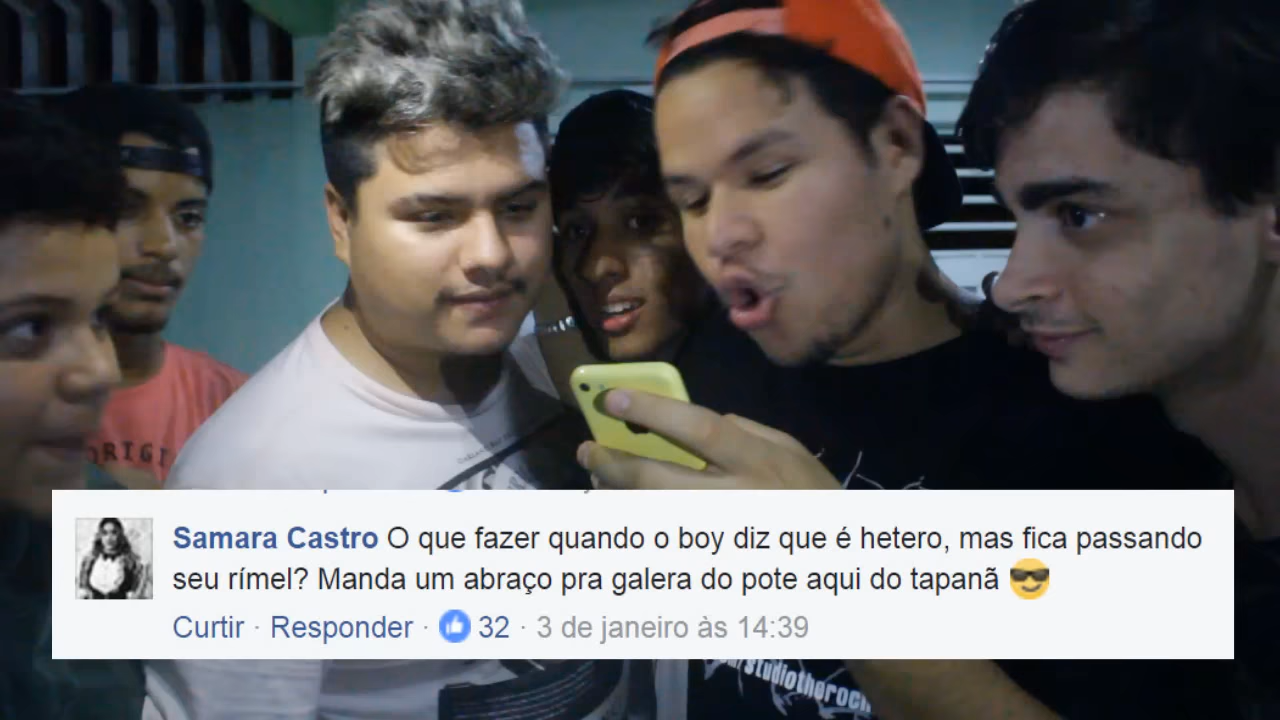 ORIGI
Samara Castro O que fazer quando o boy diz que é hetero, mas fica passando
seu rímel? Manda um abraço pra galera do pote aqui do tapanã 😎
Curtir · Responder · 32 · 3 de janeiro às 14:39